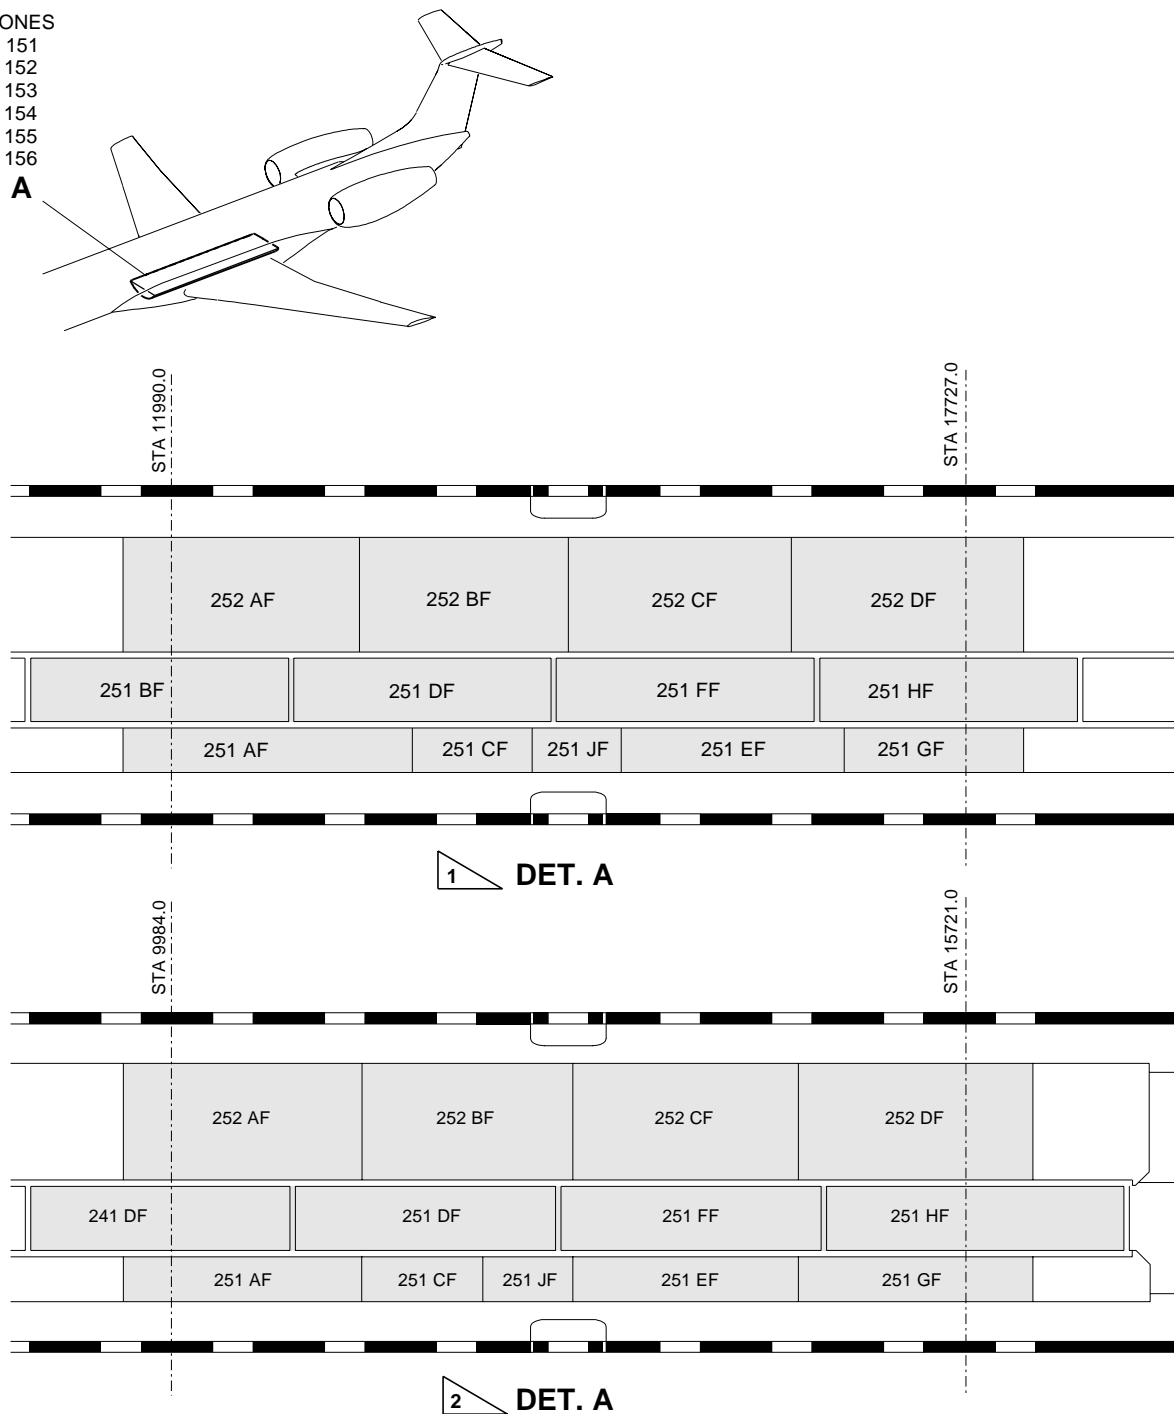 ONES
151
152
153
154
155
156
A
STA 11990.0
STA 17727.0
252 AF
252 BF
252 CF
252 DF
251 BF
251 DF
251 FF
251 HF
251 AF
251 CF
251 JF
251 EF
251 GF
1 DET. A
STA 9984.0
STA 15721.0
252 AF
252 BF
252 CF
252 DF
241 DF
251 DF
251 FF
251 HF
251 AF
251 CF
251 JF
251 EF
251 GF
2 DET. A